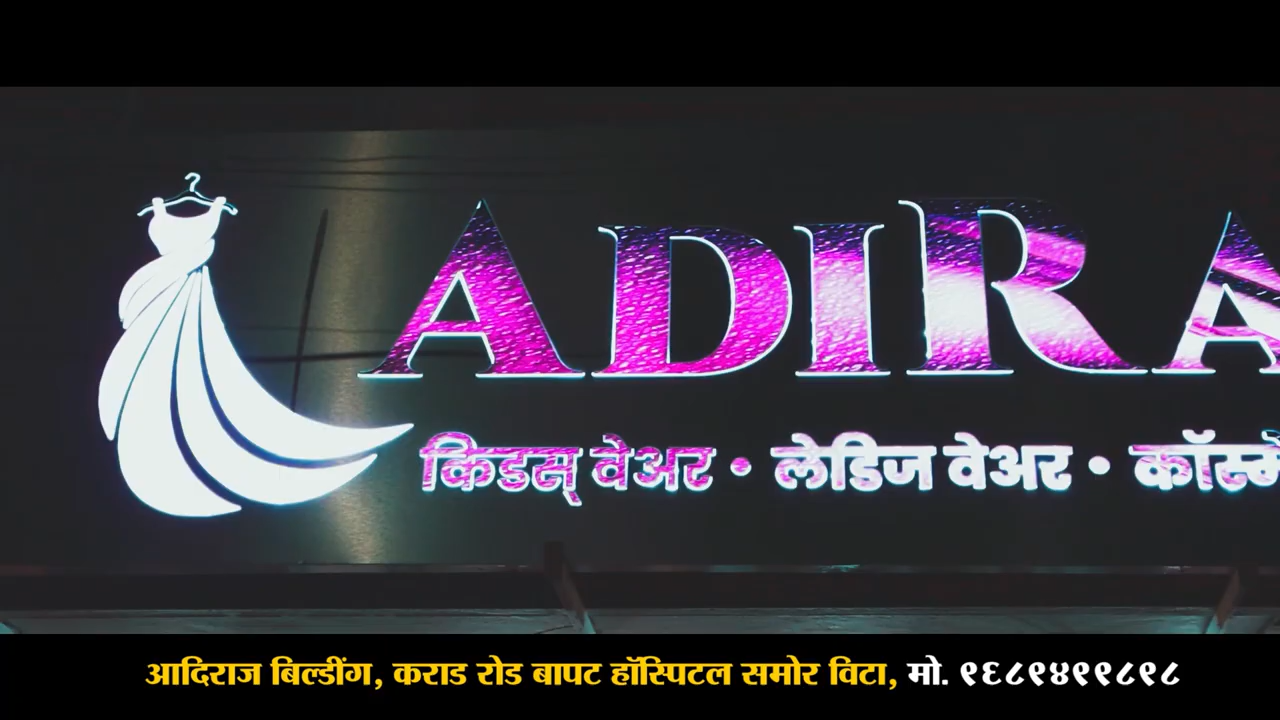 ADIRA
किडस् वेअर • लेडिज वेअर •
आदिराज बिल्डींग, कराड रोड बापट हॉस्पिटल समोर विटा, मो. ९६८९४९९८९८